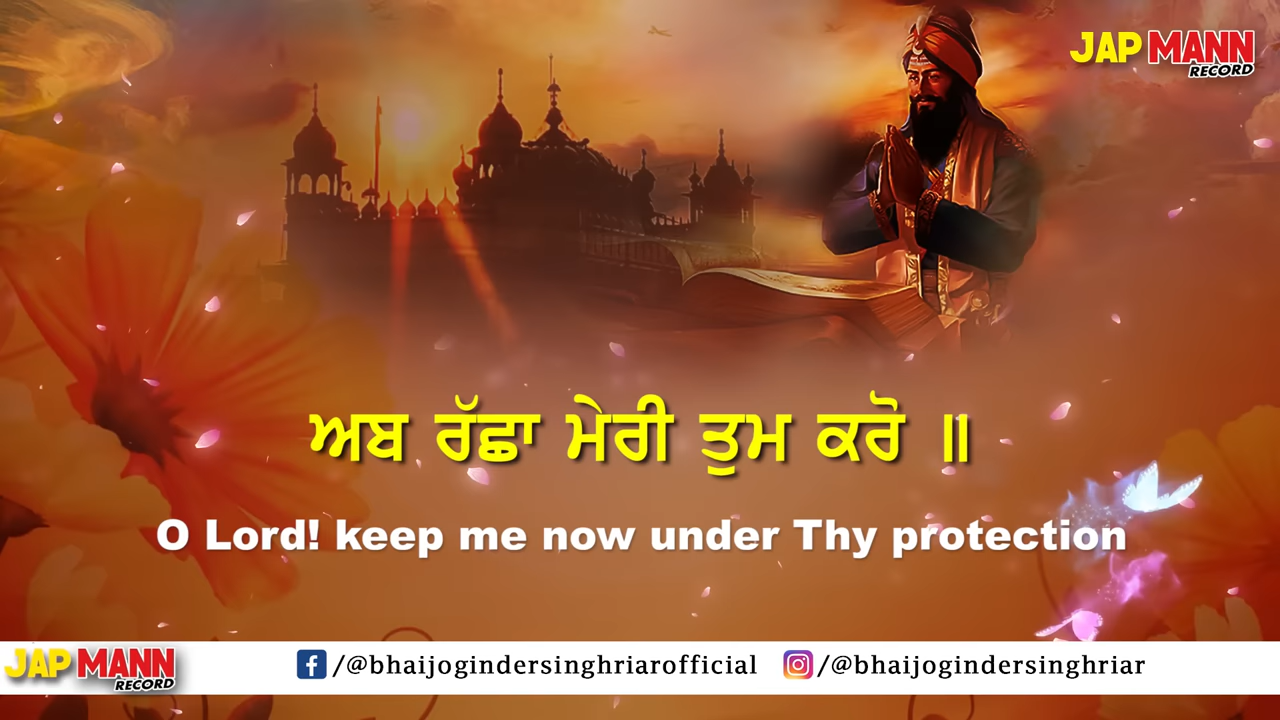 JAP MANN
RECORD
ਅਬ ਰੱਛਾ ਮੇਰੀ ਤੁਮ ਕਰੋ ॥
O Lord! keep me now under Thy protection
JAP MANN
RECORD
/@bhaijogindersinghriarofficial /@bhaijogindersinghriar